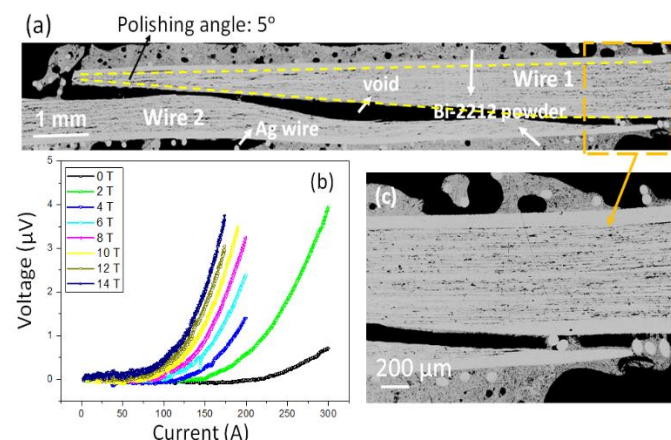 (a)
Polishing angle: 5°
Wire 1
void
Wire 2
Bi-2212 powder
1 mm
Ag wire
(b)
5
4
3
2
1
0
Voltage (μV)
0 T
2 T
4 T
6 T
8 T
10 T
12 T
14 T
0 50 100 150 200 250 300
Current (A)
(c)
200 μm